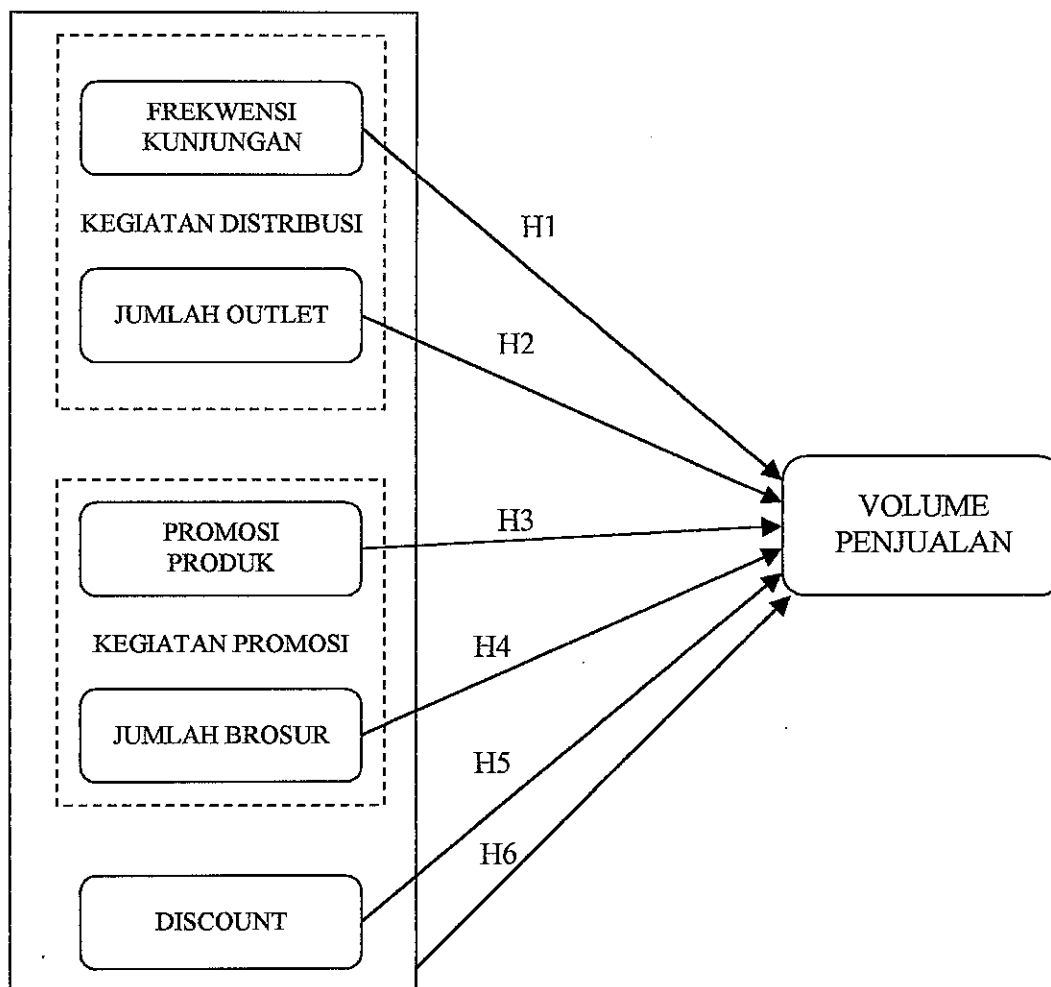 FREKWENSI
KUNJUNGAN
KEGIATAN DISTRIBUSI
JUMLAH OUTLET
PROMOSI
PRODUK
KEGIATAN PROMOSI
JUMLAH BROSUR
DISCOUNT
H1
H2
H3
H4
H5
H6
VOLUME
PENJUALAN